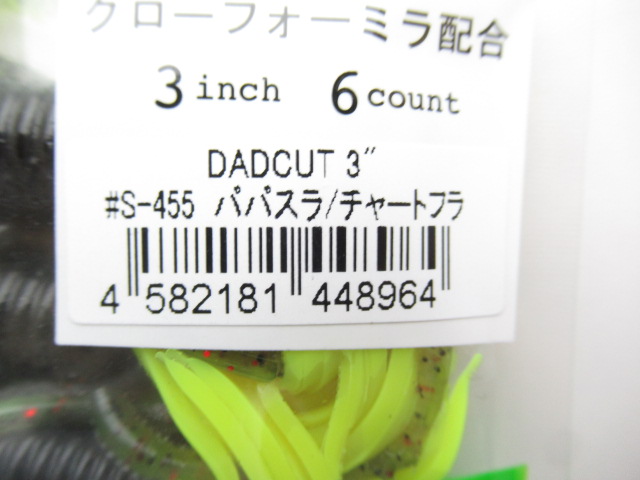 グローフォーミラ配合
3 inch 6 count
DADCUT 3"
#S-455 パパスラ/チャートフラ
4 582181 448964